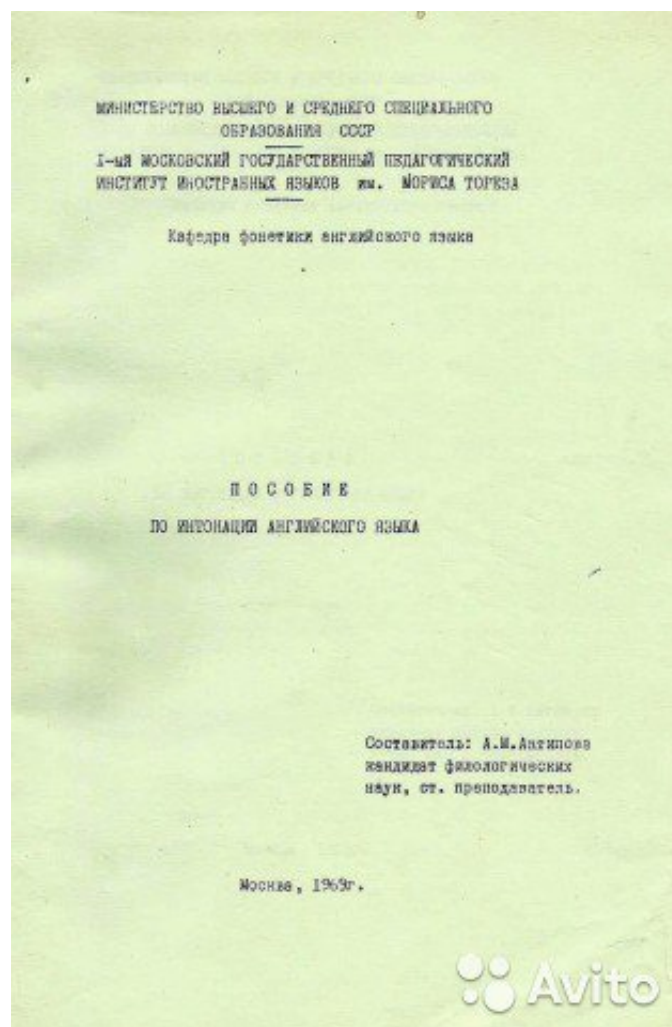 МИНИСТЕРСТВО ВЫСШЕГО И СРЕДНЕГО СПЕЦИАЛЬНОГО
ОБРАЗОВАНИЯ СССР
I-ый МОСКОВСКИЙ ГОСУДАРСТВЕННЫЙ ПЕДАГОГИЧЕСКИЙ
ИНСТИТУТ ИНОСТРАННЫХ ЯЗЫКОВ им. МОРИСА ТОРЕЗА
Кафедра фонетики английского языка
ПОСОБИЕ
ПО ИНТОНАЦИИ АНГЛИЙСКОГО ЯЗЫКА
Составитель: А.М.Антипова
кандидат филологических
наук, ст. преподаватель.
Москва, 1969г.
Avito